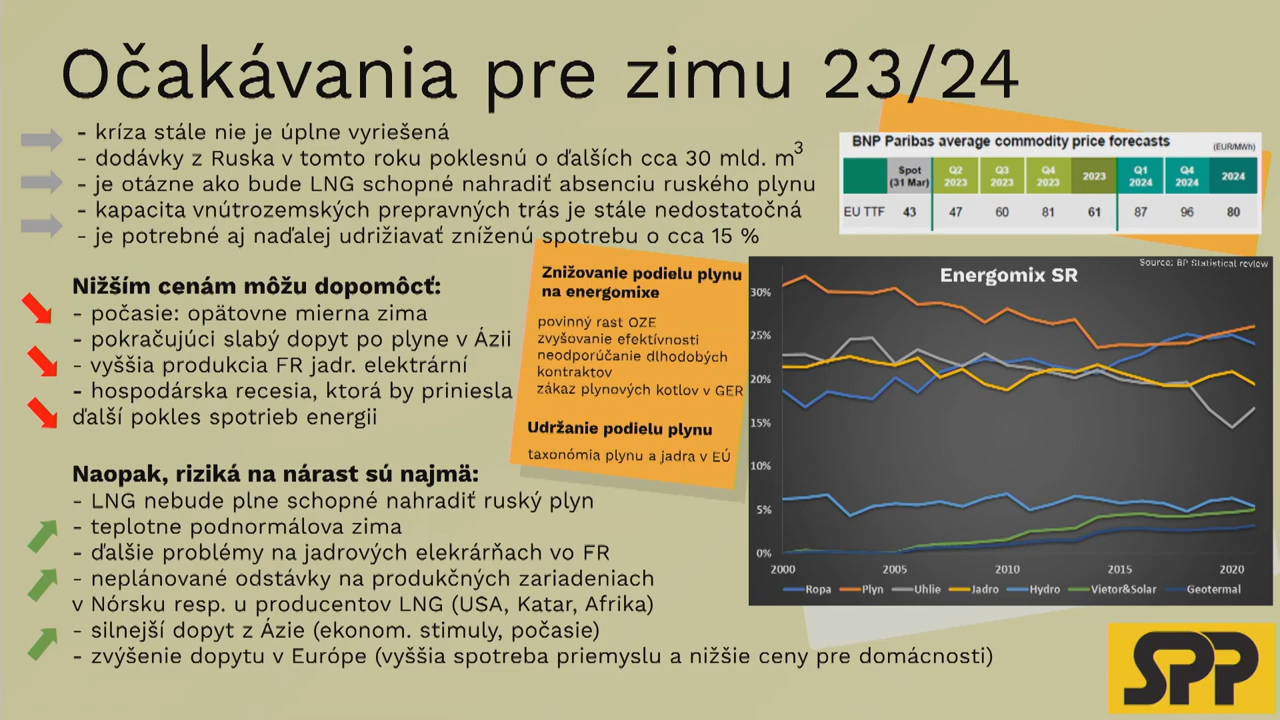 Očakávania pre zimu 23/24
- kríza stále nie je úplne vyriešená
- dodávky z Ruska v tomto roku poklesnú o ďalších cca 30 mld. m³
- je otázne ako bude LNG schopné nahradiť absenciu ruského plynu
- kapacita vnútrozemských prepravných trás je stále nedostatočná
- je potrebné aj naďalej udržiavať zníženú spotrebu o cca 15 %
Nižším cenám môžu dopomôcť:
- počasie: opätovne mierna zima
- pokračujúci slabý dopyt po plyne v Ázii
- vyššia produkcia FR jadr. elektrární
- hospodárska recesia, ktorá by priniesla
ďalší pokles spotrieb energii
Naopak, riziká na nárast sú najmä:
- LNG nebude plne schopné nahradiť ruský plyn
- teplotne podnormálova zima
- ďalšie problémy na jadrových elekrárňach vo FR
- neplánované odstávky na produkčných zariadeniach
v Nórsku resp. u producentov LNG (USA, Katar, Afrika)
- silnejší dopyt z Ázie (ekonom. stimuly, počasie)
- zvýšenie dopytu v Európe (vyššia spotreba priemyslu a nižšie ceny pre domácnosti)
Znižovanie podielu plynu
na energomixe
povinný rast OZE
zvyšovanie efektívnosti
neodporúčanie dlhodobých
kontraktov
zákaz plynových kotlov v GER
Udržanie podielu plynu
taxonómia plynu a jadra v EÚ
BNP Paribas average commodity price forecasts (EUR/MWh)
Spot (31 Mar) Q2 2023 Q3 2023 Q4 2023 2023 Q1 2024 Q4 2024 2024
EU TTF 43 47 60 81 61 87 96 80
Source: BP Statistical review
Energomix SR
30%
25%
20%
15%
10%
5%
0%
2000 2005 2010 2015 2020
Ropa Plyn Uhlie Jadro Hydro Vietor&Solar Geotermal
SPP